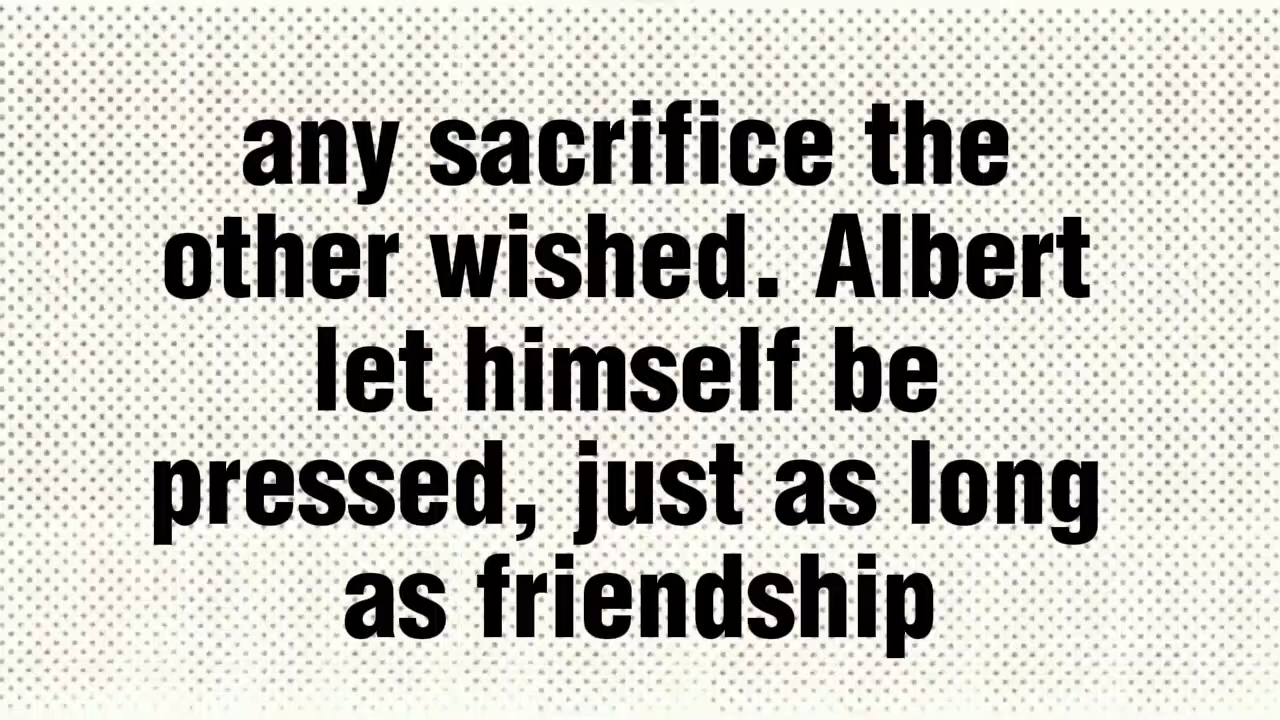 any sacrifice the
other wished. Albert
let himself be
pressed, just as long
as friendship